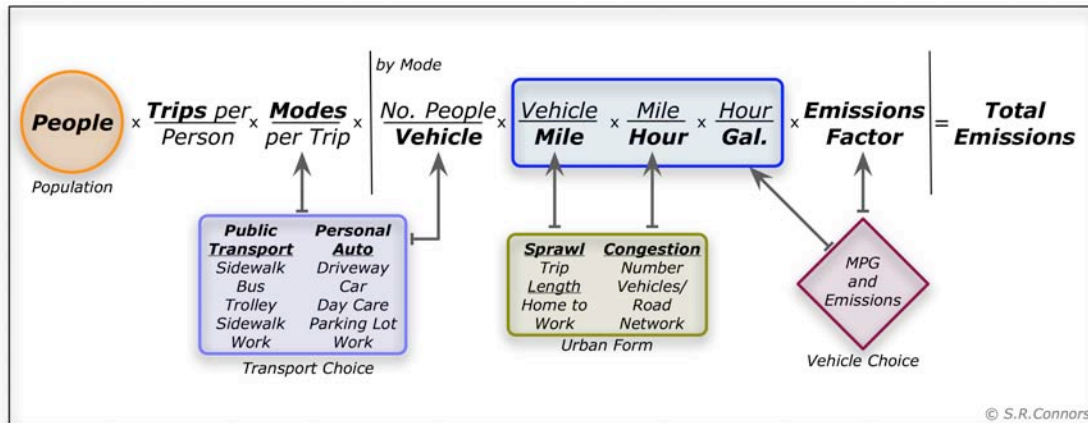 by Mode
People × Trips per Person × Modes per Trip × No. People Vehicle × Vehicle Mile × Mile Hour × Hour Gal. × Emissions Factor = Total Emissions
Population
Public Transport
Sidewalk
Bus
Trolley
Sidewalk
Work
Personal Auto
Driveway
Car
Day Care
Parking Lot
Work
Transport Choice
Sprawl
Trip
Length
Home to
Work
Congestion
Number
Vehicles/
Road
Network
Urban Form
MPG
and
Emissions
Vehicle Choice
© S.R.Connors